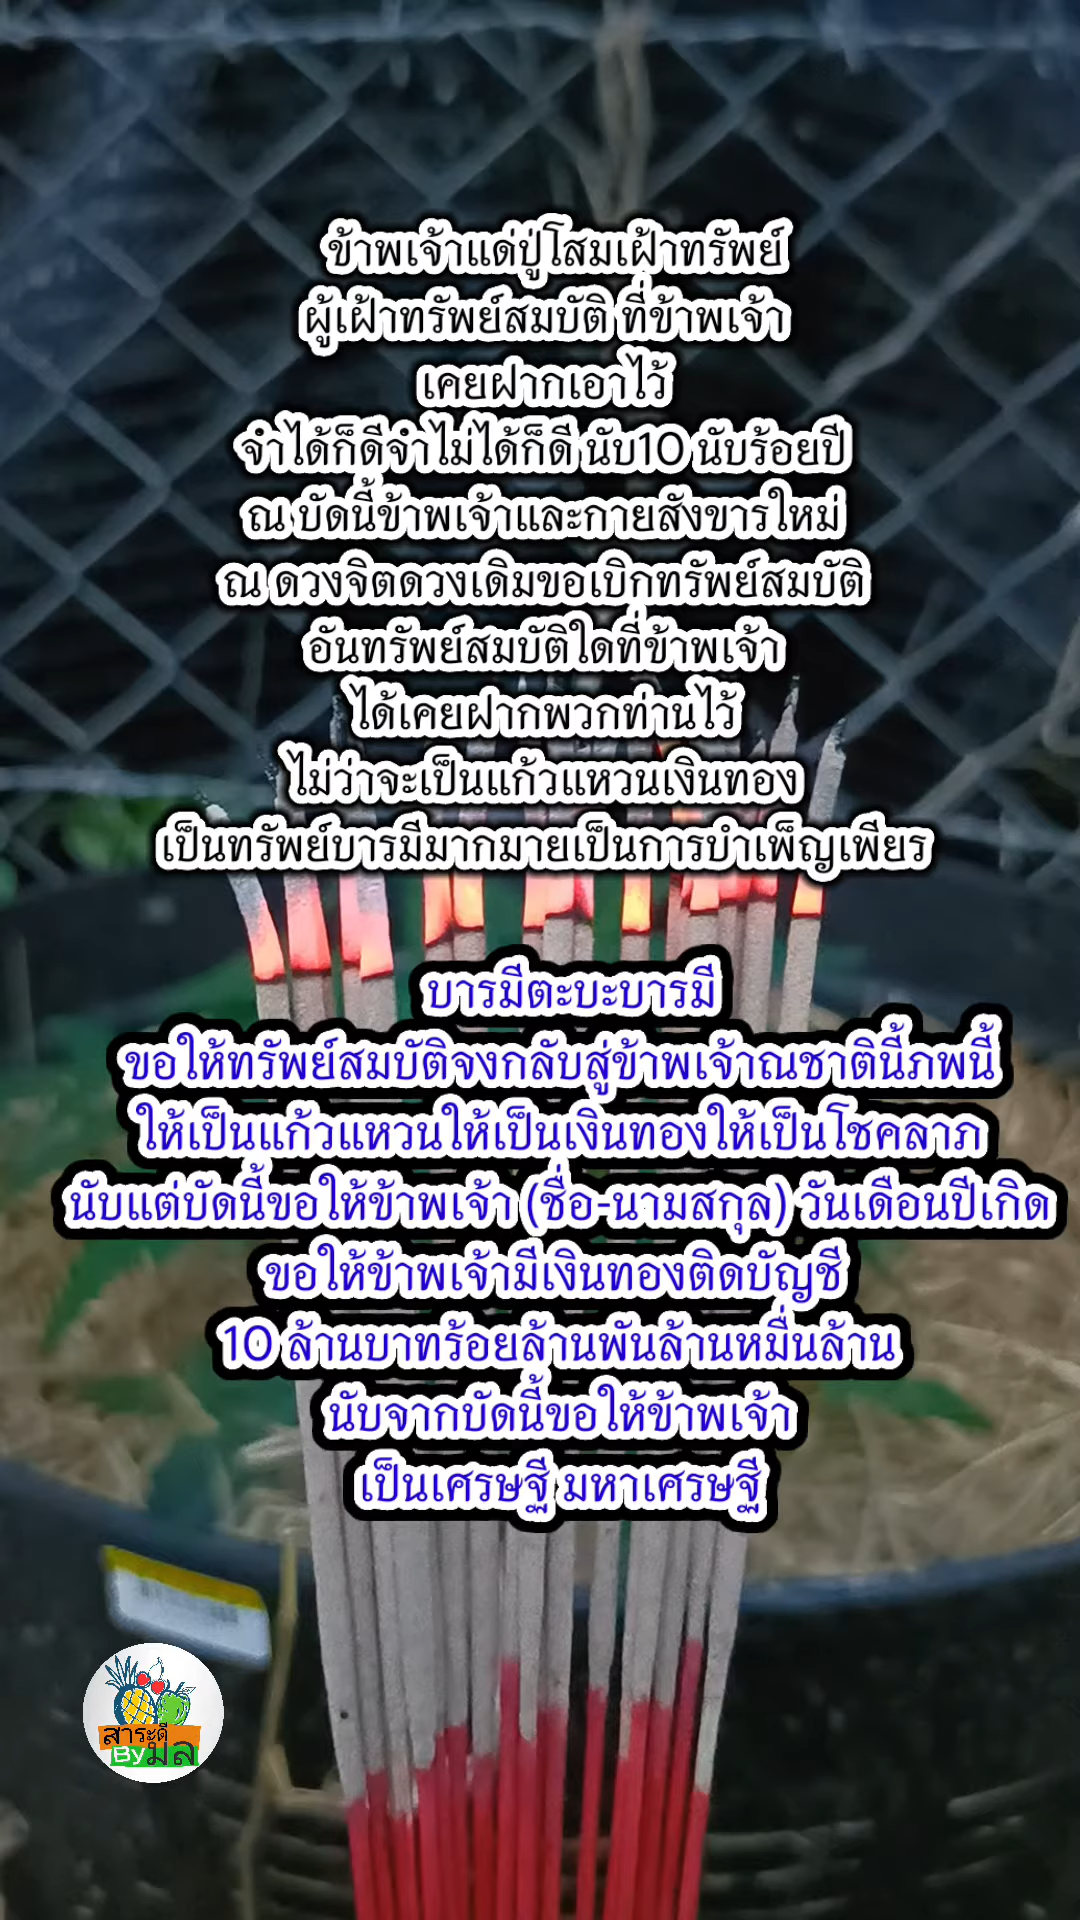 ข้าพเจ้าแด่ปู่โสมเฝ้าทรัพย์
ผู้เฝ้าทรัพย์สมบัติ ที่ข้าพเจ้า
เคยฝากเอาไว้
จำได้ก็ดีจำไม่ได้ก็ดี นับ10 นับร้อยปี
ณ บัดนี้ข้าพเจ้าและกายสังขารใหม่
ณ ดวงจิตดวงเดิมขอเบิกทรัพย์สมบัติ
อันทรัพย์สมบัติใดที่ข้าพเจ้า
ได้เคยฝากพวกท่านไว้
ไม่ว่าจะเป็นแก้วแหวนเงินทอง
เป็นทรัพย์บารมีมากมายเป็นการบำเพ็ญเพียร
บารมีตะบะบารมี
ขอให้ทรัพย์สมบัติจงกลับสู่ข้าพเจ้าณชาตินี้ภพนี้
ให้เป็นแก้วแหวนให้เป็นเงินทองให้เป็นโชคลาภ
นับแต่บัดนี้ขอให้ข้าพเจ้า (ชื่อ-นามสกุล) วันเดือนปีเกิด
ขอให้ข้าพเจ้ามีเงินทองติดบัญชี
10 ล้านบาทร้อยล้านพันล้านหมื่นล้าน
นับจากบัดนี้ขอให้ข้าพเจ้า
เป็นเศรษฐี มหาเศรษฐี
สาระดี
By มล